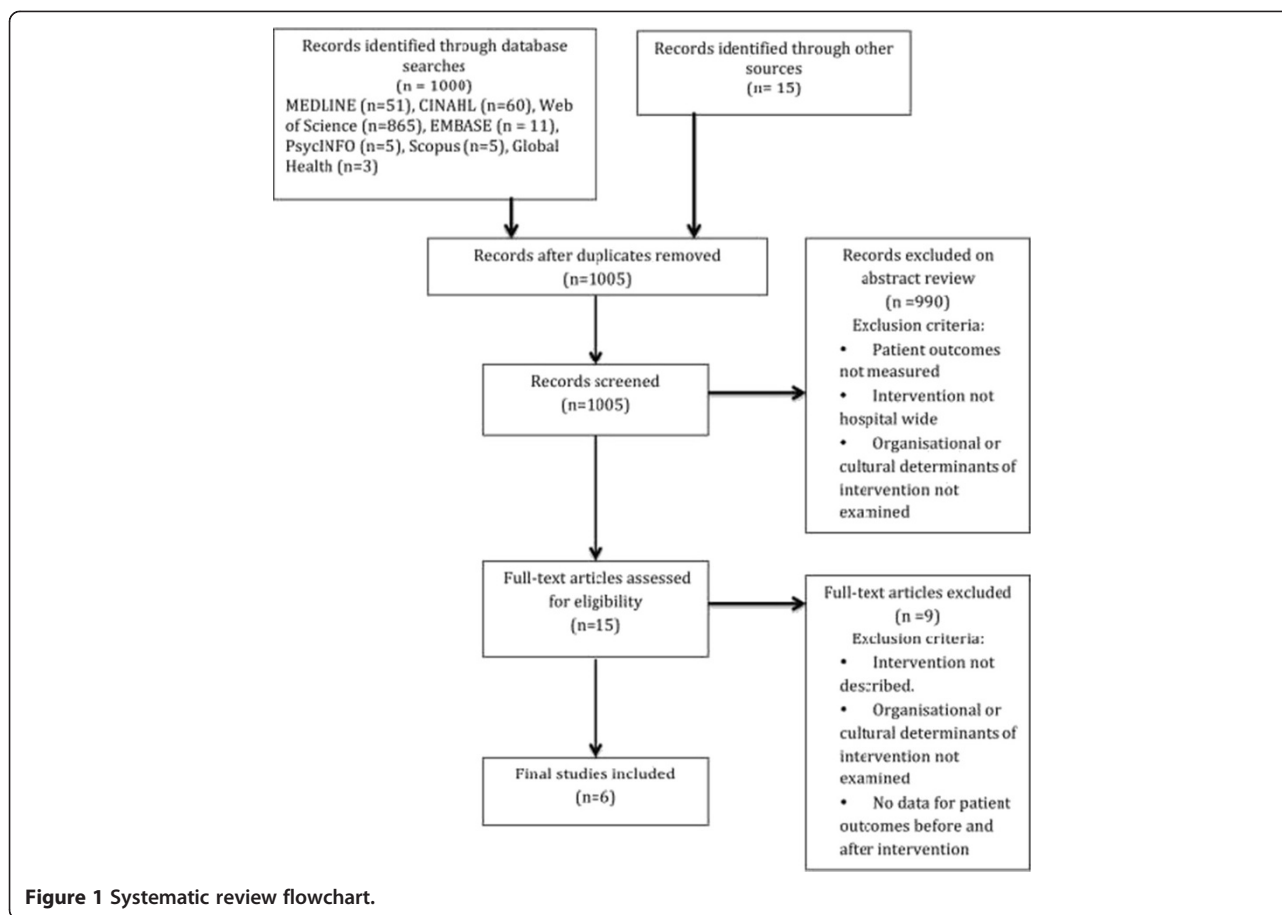 Records identified through database
searches
(n = 1000)
MEDLINE (n=51), CINAHL (n=60), Web
of Science (n=865), EMBASE (n = 11),
PsycINFO (n=5), Scopus (n=5), Global
Health (n=3)
Records identified through other
sources
(n= 15)
Records after duplicates removed
(n=1005)
Records screened
(n=1005)
Records excluded on
abstract review
(n =990)
Exclusion criteria:
• Patient outcomes
not measured
• Intervention not
hospital wide
• Organisational or
cultural determinants of
intervention not
examined
Full-text articles assessed
for eligibility
(n=15)
Full-text articles excluded
(n =9)
Exclusion criteria:
• Intervention not
described.
• Organisational or
cultural determinants of
intervention not
examined
• No data for patient
outcomes before and
after intervention
Final studies included
(n=6)
Figure 1 Systematic review flowchart.